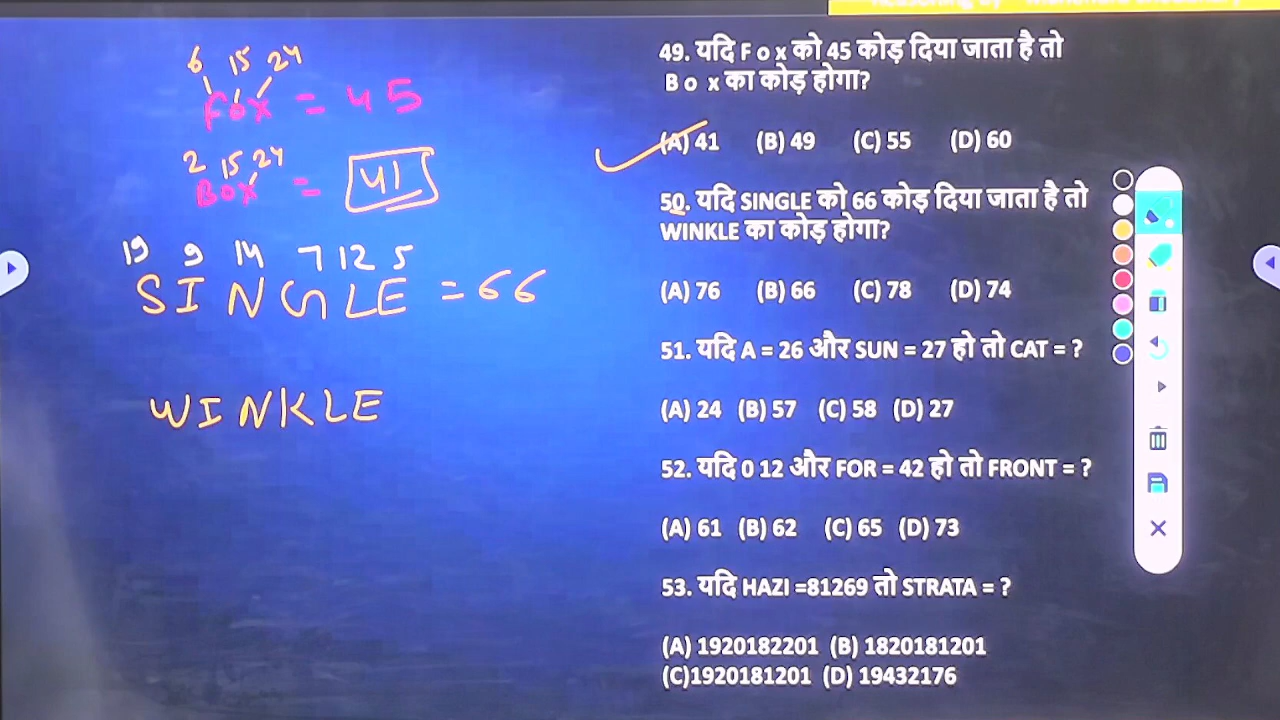 6 15 24
FOX = 45
2 15 24
BOX = 41
19 9 14 7 12 5
SINGLE = 66
WINKLE
49. यदि F o x को 45 कोड़ दिया जाता है तो
B o x का कोड़ होगा?
(A) 41 (B) 49 (C) 55 (D) 60
50. यदि SINGLE को 66 कोड़ दिया जाता है तो
WINKLE का कोड़ होगा?
(A) 76 (B) 66 (C) 78 (D) 74
51. यदि A = 26 और SUN = 27 हो तो CAT = ?
(A) 24 (B) 57 (C) 58 (D) 27
52. यदि 0 12 और FOR = 42 हो तो FRONT = ?
(A) 61 (B) 62 (C) 65 (D) 73
53. यदि HAZI =81269 तो STRATA = ?
(A) 1920182201 (B) 1820181201
(C)1920181201 (D) 19432176